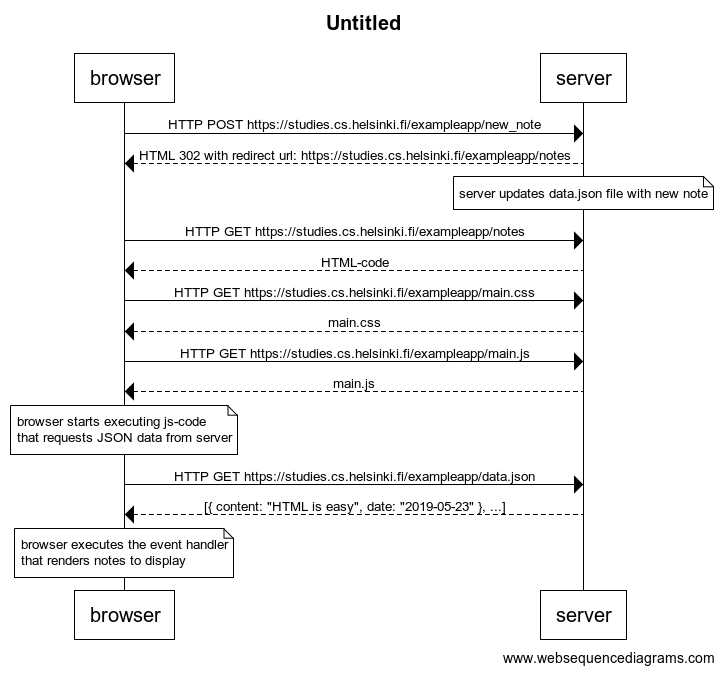 Untitled
browser
server
HTTP POST https://studies.cs.helsinki.fi/exampleapp/new_note
HTML 302 with redirect url: https://studies.cs.helsinki.fi/exampleapp/notes
server updates data.json file with new note
HTTP GET https://studies.cs.helsinki.fi/exampleapp/notes
HTML-code
HTTP GET https://studies.cs.helsinki.fi/exampleapp/main.css
main.css
HTTP GET https://studies.cs.helsinki.fi/exampleapp/main.js
main.js
browser starts executing js-code
that requests JSON data from server
HTTP GET https://studies.cs.helsinki.fi/exampleapp/data.json
[{ content: "HTML is easy", date: "2019-05-23" }, ...]
browser executes the event handler
that renders notes to display
browser
server
www.websequencediagrams.com